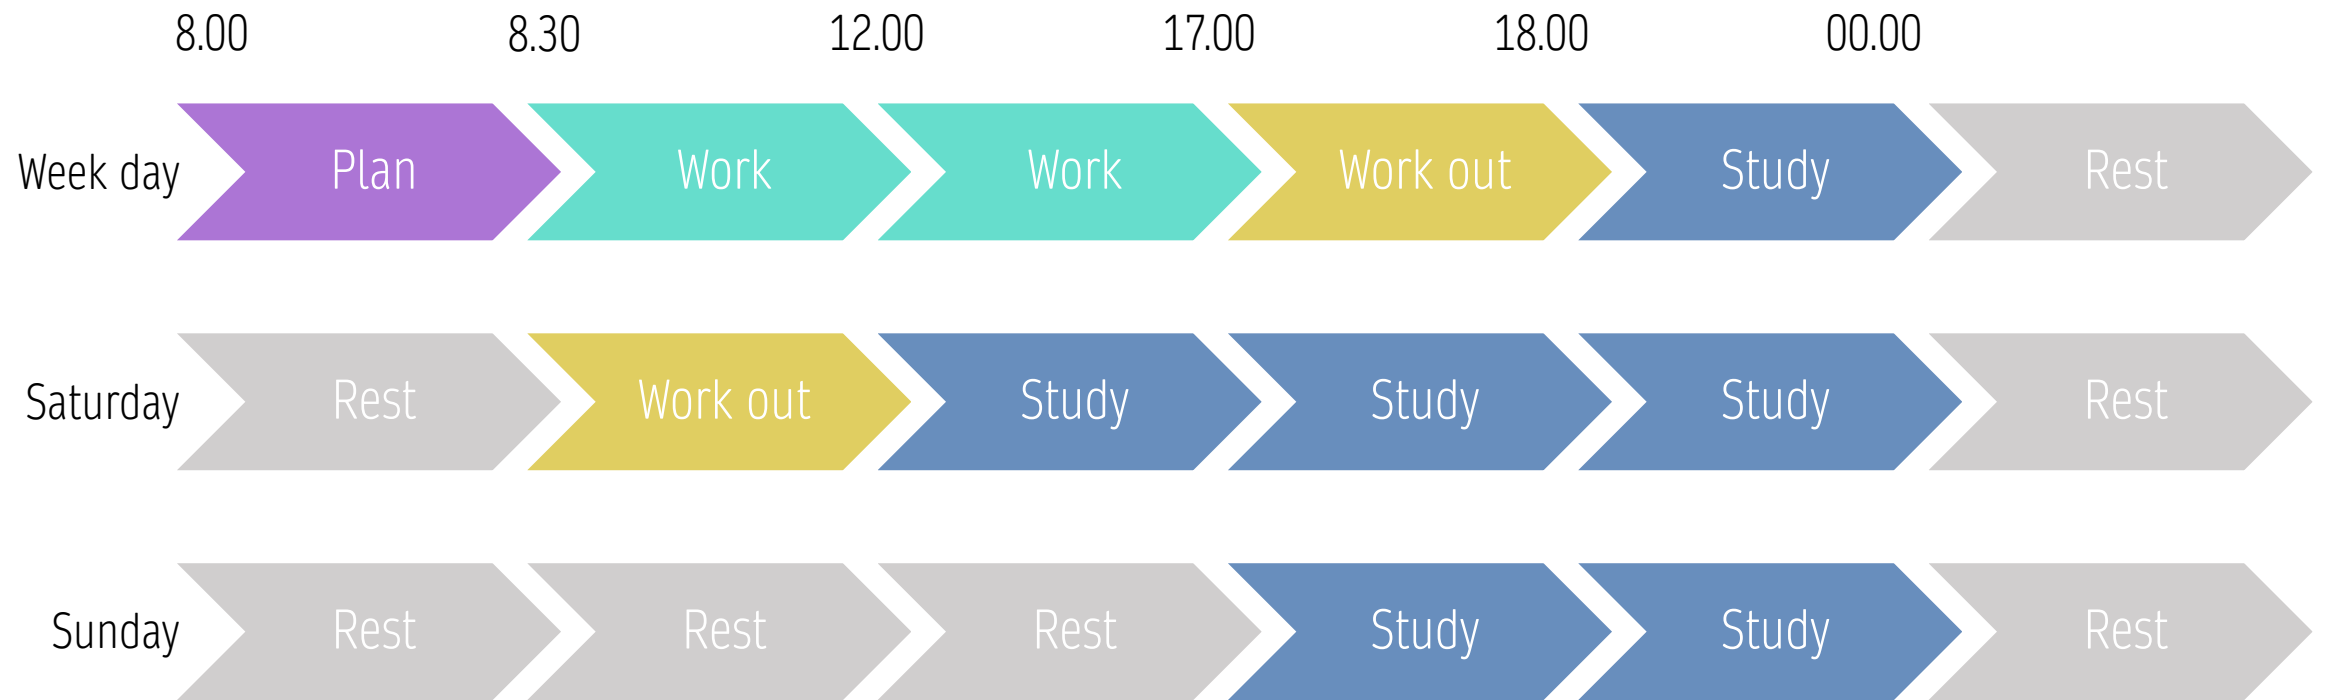 8.00 8.30 12.00 17.00 18.00 00.00
Week day Plan Work Work Work out Study Rest
Saturday Rest Work out Study Study Study Rest
Sunday Rest Rest Rest Study Study Rest